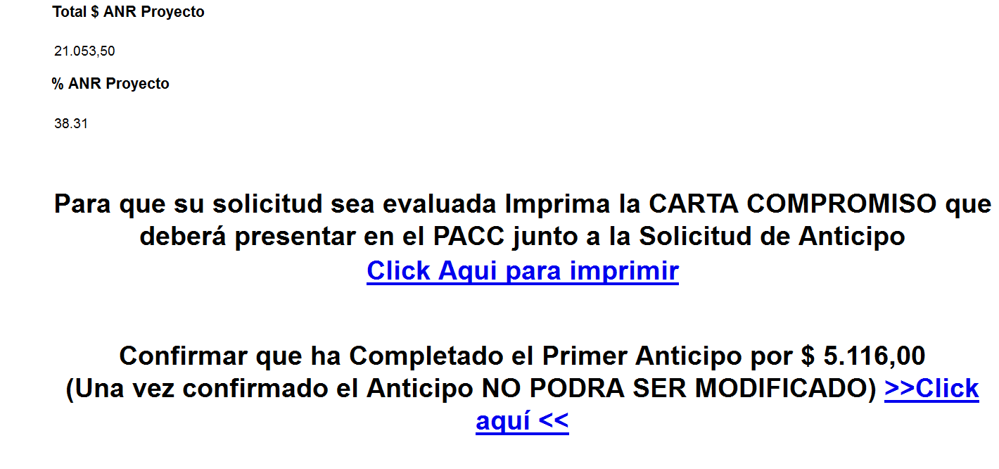 Total $ ANR Proyecto
21.053,50
% ANR Proyecto
38.31
Para que su solicitud sea evaluada Imprima la CARTA COMPROMISO que
deberá presentar en el PACC junto a la Solicitud de Anticipo
Click Aqui para imprimir
Confirmar que ha Completado el Primer Anticipo por $ 5.116,00
(Una vez confirmado el Anticipo NO PODRA SER MODIFICADO) >>Click
aquí <<